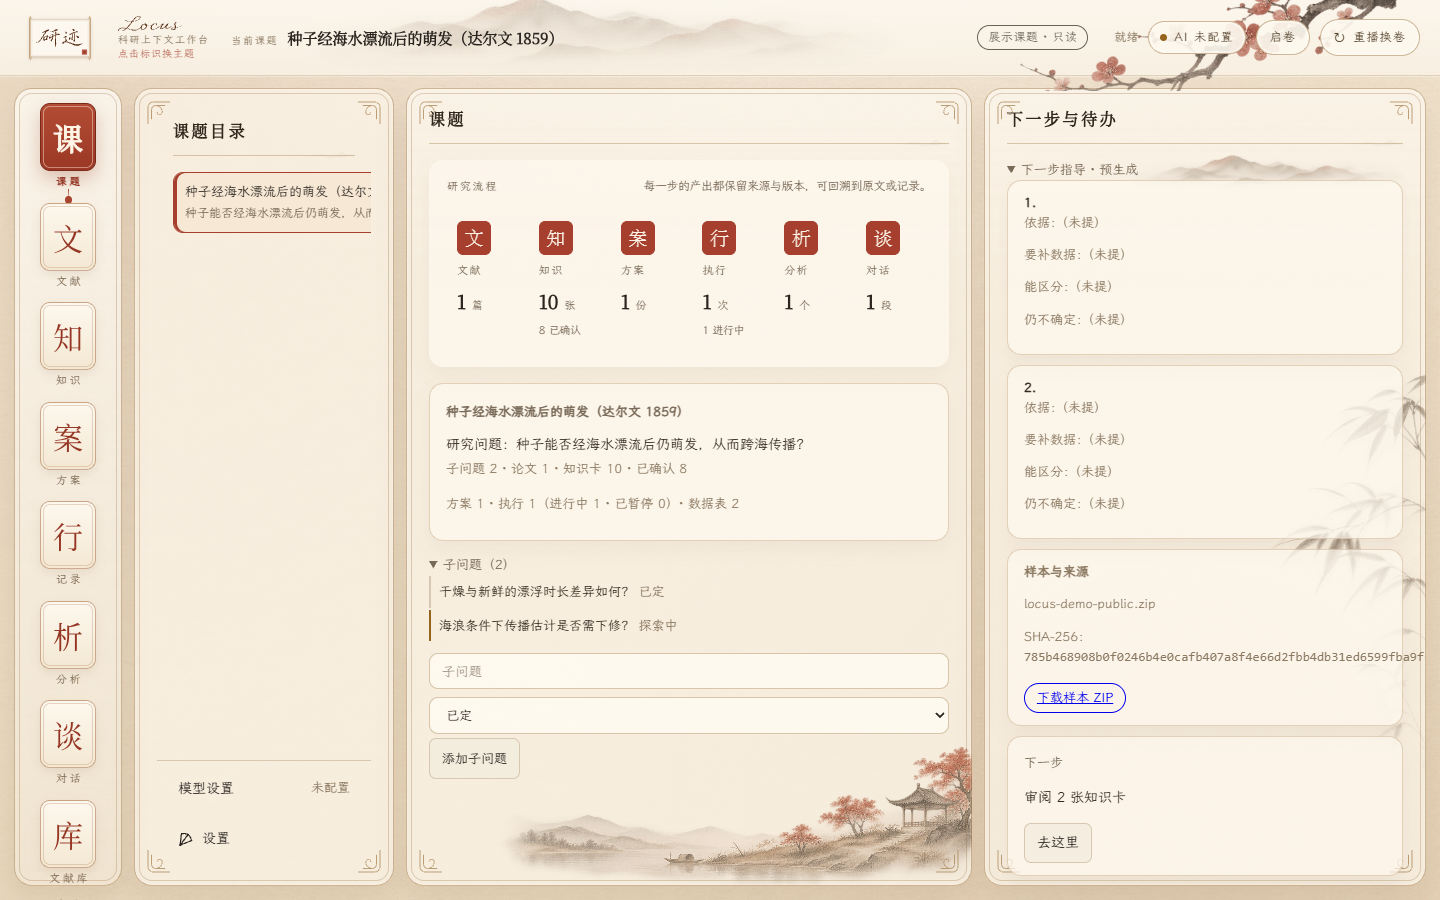 研迹
Locus
科研上下文工作台
点击标识换主题
当前课题 种子经海水漂流后的萌发（达尔文 1859）
展示课题・只读
就绪
AI 未配置
启卷
↻ 重播换卷
课
课题
文
文献
知
知识
案
方案
行
记录
析
分析
谈
对话
库
文献库
课题目录
种子经海水漂流后的萌发（达尔文
种子能否经海水漂流后仍萌发，从而
模型设置 未配置
设置
课题
研究流程 每一步的产出都保留来源与版本，可回溯到原文或记录。
文 知 案 行 析 谈
文献 知识 方案 执行 分析 对话
1 篇 10 张 1 份 1 次 1 个 1 段
8 已确认 1 进行中
种子经海水漂流后的萌发（达尔文 1859）
研究问题：种子能否经海水漂流后仍萌发，从而跨海传播？
子问题 2・论文 1・知识卡 10・已确认 8
方案 1・执行 1（进行中 1・已暂停 0）・数据表 2
▼ 子问题（2）
干燥与新鲜的漂浮时长差异如何？ 已定
海浪条件下传播估计是否需下修？ 探索中
子问题
已定
添加子问题
下一步与待办
▼ 下一步指导・预生成
1.
依据：（未提）
要补数据：（未提）
能区分：（未提）
仍不确定：（未提）
2.
依据：（未提）
要补数据：（未提）
能区分：（未提）
仍不确定：（未提）
样本与来源
locus-demo-public.zip
SHA-256:
785b468908b0f0246b4e0cafb407a8f4e66d2fbb4db31ed6599fba9f
下载样本 ZIP
下一步
审阅 2 张知识卡
去这里